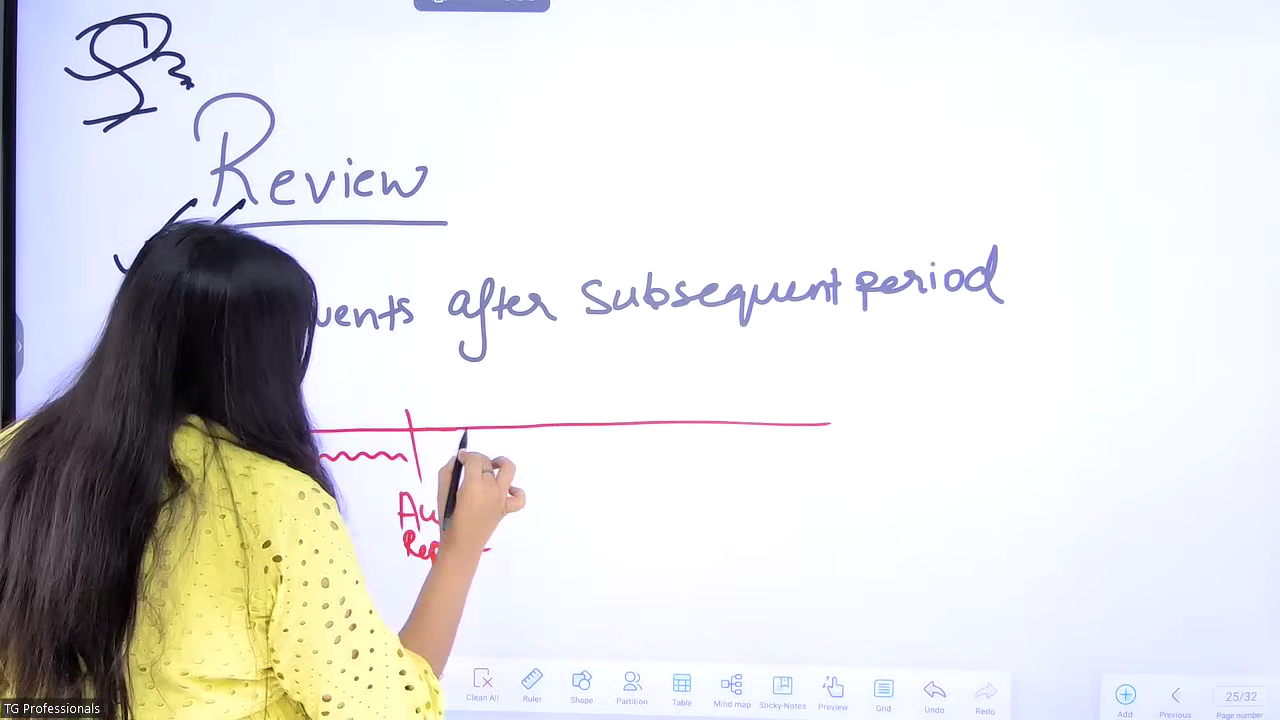 Review
after subsequent period
Clean All
Ruler
Shape
Partition
Table
Mind map
Sticky-Notes
Preview
Grid
Undo
Redo
Add
Previous
25/32
Page number
TG Professionals